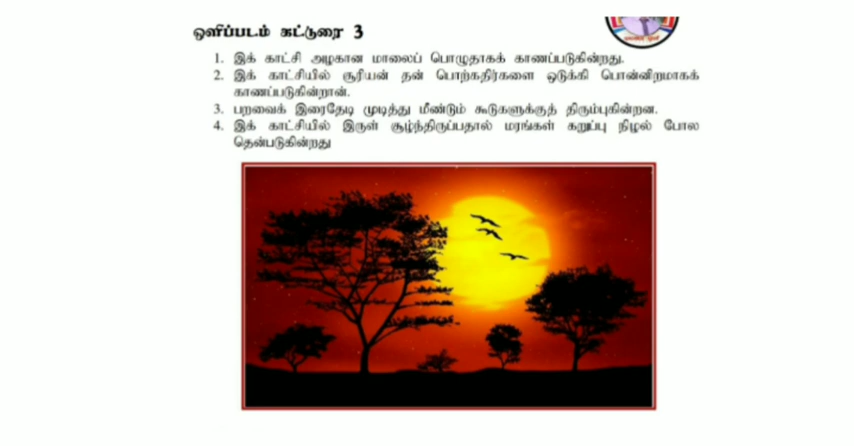 ஒளிப்படம் கட்டுரை 3
1. இக் காட்சி அழகான மாலைப் பொழுதாகக் காணப்படுகின்றது.
2. இக் காட்சியில் சூரியன் தன் பொற்கதிர்களை ஒடுக்கி பொன்னிறமாகக்
காணப்படுகின்றான்.
3. பறவைக் இரைதேடி முடித்து மீண்டும் கூடுகளுக்குத் திரும்புகின்றன.
4. இக் காட்சியில் இருள் சூழ்ந்திருப்பதால் மரங்கள் கறுப்பு நிழல் போல
தென்படுகின்றது